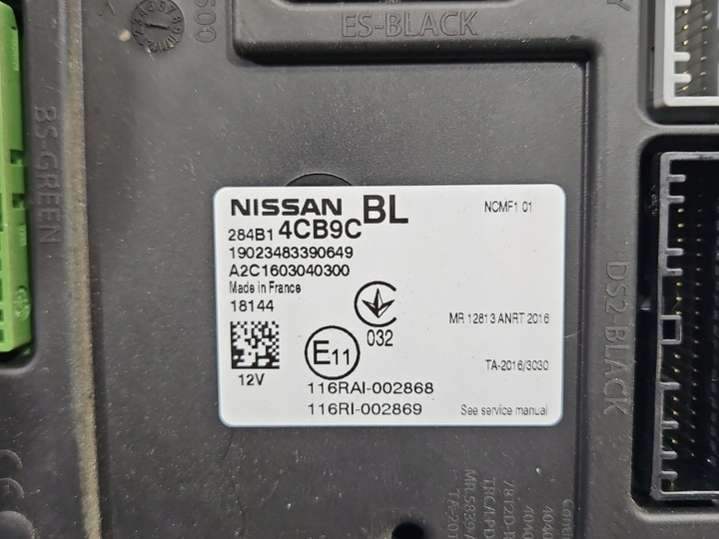 ES-BLACK
BS-GREEN
NISSAN BL
284B1 4CB9C
NCMF1 01
19023483390649
A2C1603040300
Made in France
18144
032
MR 12813 ANRT 2016
E11
12V
TA-2016/3030
116RAI-002868
116RI-002869
See service manual
DS2-BLACK